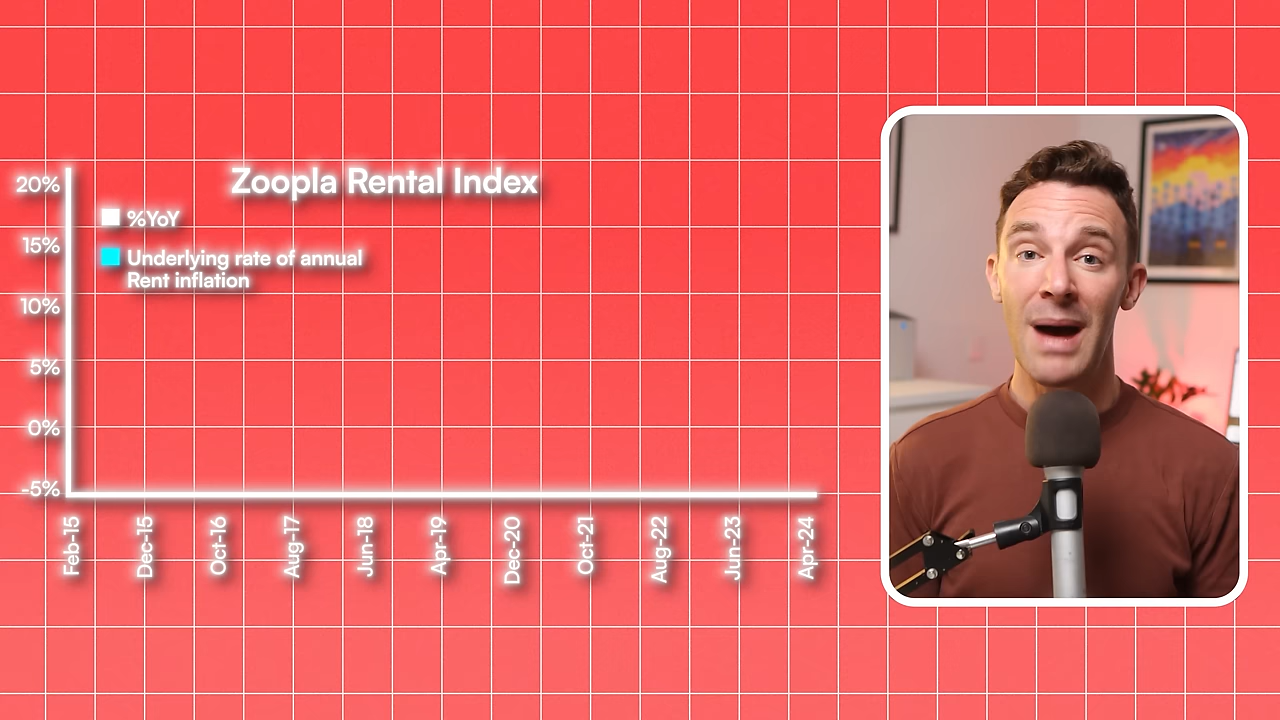 Zoopla Rental Index
%YoY
Underlying rate of annual
Rent inflation
20%
15%
10%
5%
0%
-5%
Feb-15
Dec-15
Oct-16
Aug-17
Jun-18
Apr-19
Dec-20
Oct-21
Aug-22
Jun-23
Apr-24